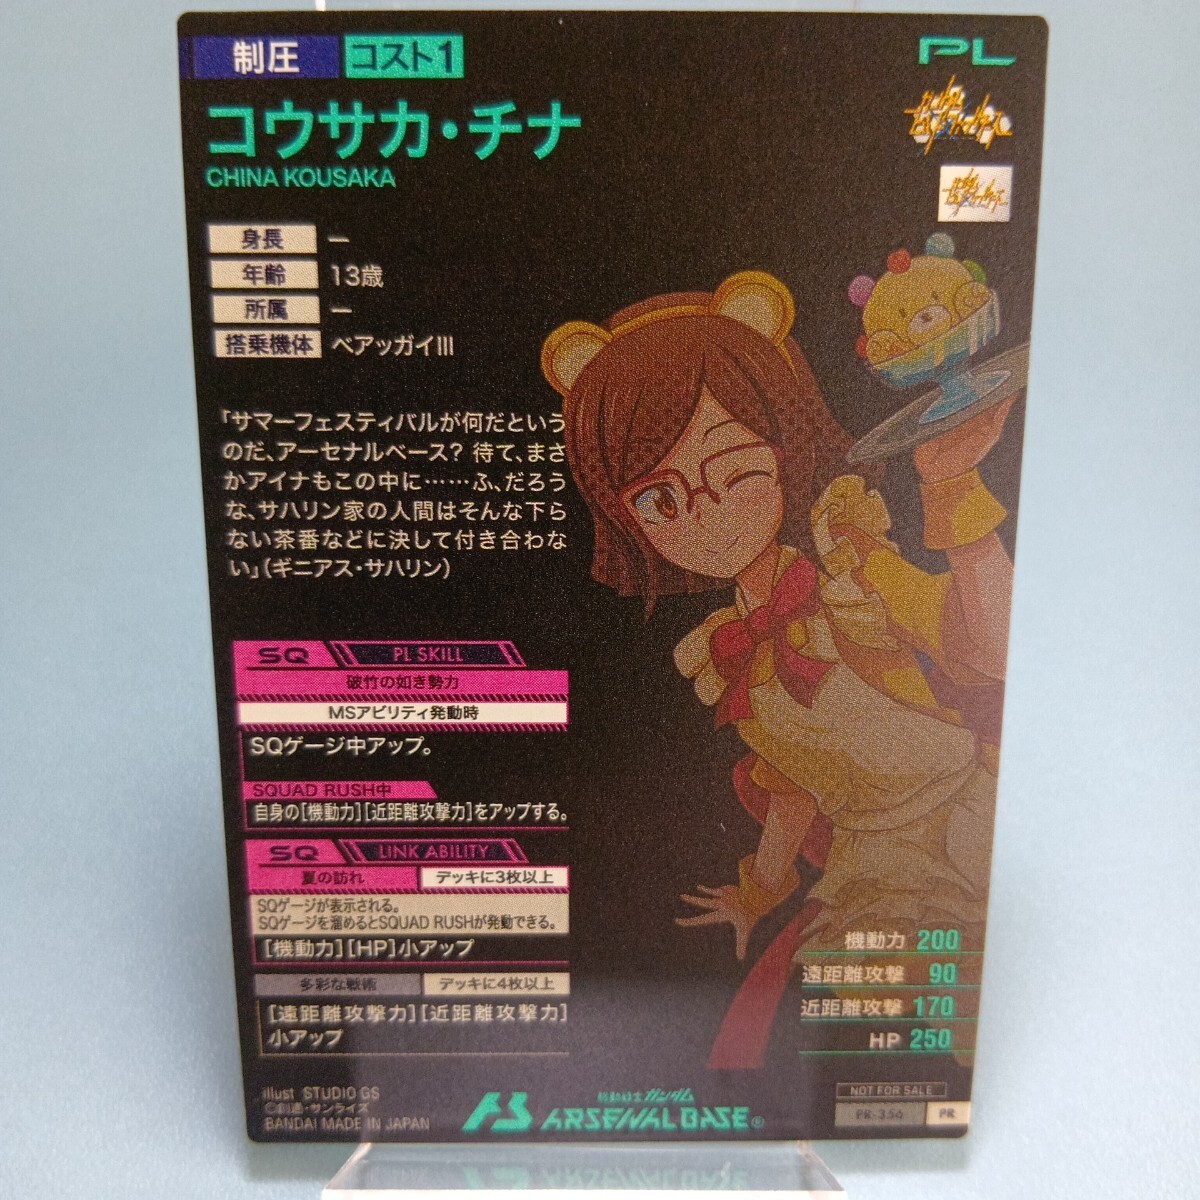 制圧 コスト1
PL
コウサカ・チナ
CHINA KOUSAKA
身長 ―
年齢 13歳
所属 ―
搭乗機体 ベアッガイIII
「サマーフェスティバルが何だという
のだ、アーセナルベース? 待て、まさ
かアイナもこの中に……ふ、だろう
な、サハリン家の人間はそんな下ら
ない茶番などに決して付き合わな
い」(ギニアス・サハリン)
SQ PL SKILL
破竹の如き勢力
MSアビリティ発動時
SQゲージ中アップ。
SQUAD RUSH中
自身の[機動力][近距離攻撃力]をアップする。
SQ LINK ABILITY
夏の訪れ デッキに3枚以上
SQゲージが表示される。
SQゲージを溜めるとSQUAD RUSHが発動できる。
[機動力][HP]小アップ
多彩な戦術 デッキに4枚以上
[遠距離攻撃力][近距離攻撃力]
小アップ
機動力 200
遠距離攻撃 90
近距離攻撃 170
HP 250
illust STUDIO GS
©創通・サンライズ
BANDAI MADE IN JAPAN
機動戦士ガンダム
AB ARSENAL BASE®
NOT FOR SALE
PR-356 PR